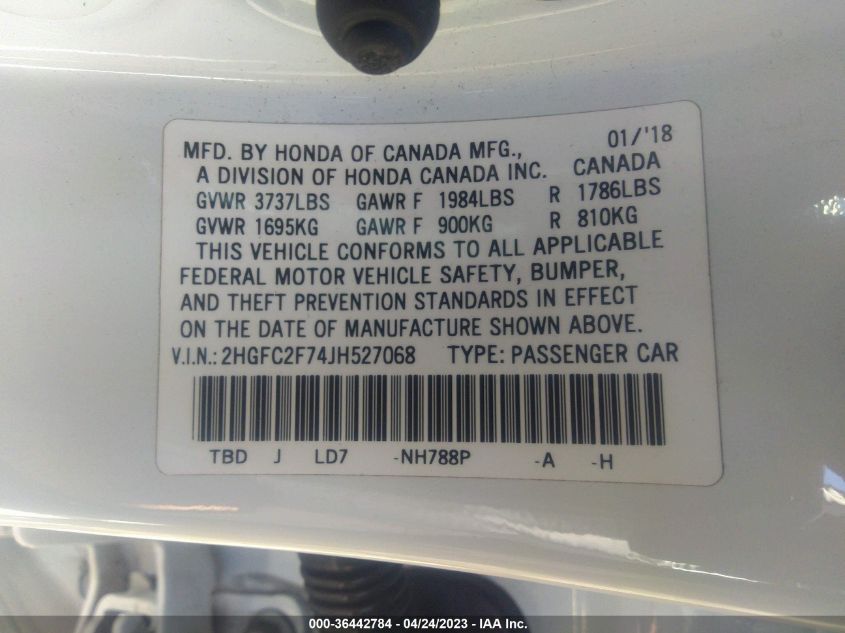 MFD. BY HONDA OF CANADA MFG., 01/'18
A DIVISION OF HONDA CANADA INC. CANADA
GVWR 3737LBS GAWR F 1984LBS R 1786LBS
GVWR 1695KG GAWR F 900KG R 810KG
THIS VEHICLE CONFORMS TO ALL APPLICABLE
FEDERAL MOTOR VEHICLE SAFETY, BUMPER,
AND THEFT PREVENTION STANDARDS IN EFFECT
ON THE DATE OF MANUFACTURE SHOWN ABOVE.
V.I.N.: 2HGFC2F74JH527068 TYPE: PASSENGER CAR
TBD J LD7 -NH788P -A -H
000-36442784 - 04/24/2023 - IAA Inc.